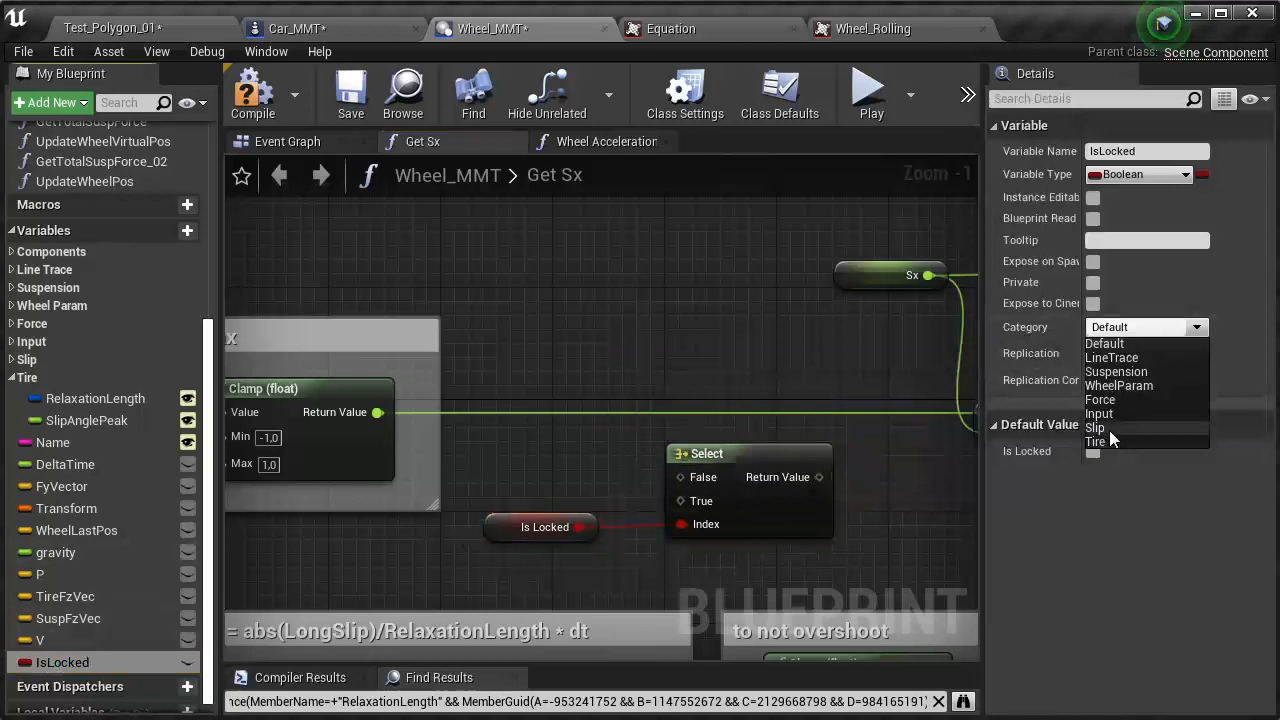 Test_Polygon_01*
Car_MMT*
Wheel_MMT*
Equation
Wheel_Rolling
File Edit Asset View Debug Window Help
Parent class: Scene Component
My Blueprint
Add New
Search
Compile
Save
Browse
Find
Hide Unrelated
Class Settings
Class Defaults
Play
Details
Search Details
UpdateWheelVirtualPos
GetTotalSuspForce_02
UpdateWheelPos
Macros
Variables
Components
Line Trace
Suspension
Wheel Param
Force
Input
Slip
Tire
RelaxationLength
SlipAnglePeak
Name
DeltaTime
FyVector
Transform
WheelLastPos
gravity
P
TireFzVec
SuspFzVec
V
IsLocked
Event Dispatchers
Event Graph
Get Sx
Wheel Acceleration
Wheel_MMT > Get Sx
Zoom -1
Sx
x
Clamp (float)
Value
Return Value
Min -1,0
Max 1,0
Select
False
Return Value
True
Index
Is Locked
BLUEPRINT
= abs(LongSlip)/RelaxationLength * dt
to not overshoot
Compiler Results
Find Results
nce(MemberName=+"RelaxationLength" && MemberGuid(A=-953241752 && B=1147552672 && C=2129668798 && D=984165191)
Variable
Variable Name IsLocked
Variable Type Boolean
Instance Editab
Blueprint Read
Tooltip
Expose on Spaw
Private
Expose to Cinem
Category Default
Default
LineTrace
Suspension
WheelParam
Force
Input
Slip
Tire
Replication
Replication Con
Default Value
Is Locked